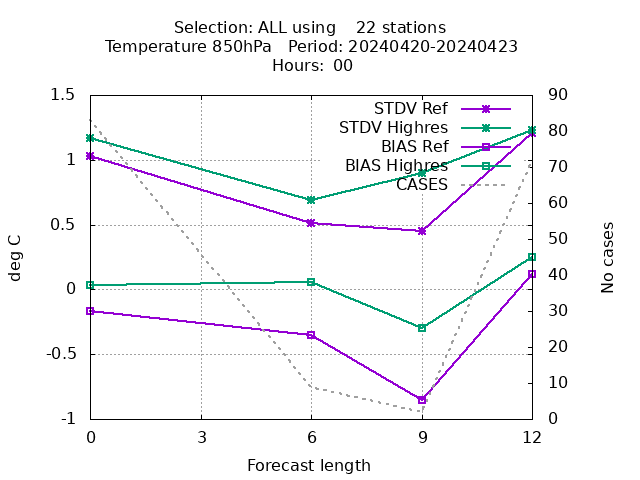 Selection: ALL using    22 stations
Temperature 850hPa   Period: 20240420-20240423
Hours:  00
STDV Ref
STDV Highres
BIAS Ref
BIAS Highres
CASES
deg C
1.5
1
0.5
0
-0.5
-1
No cases
90
80
70
60
50
40
30
20
10
0
0 3 6 9 12
Forecast length